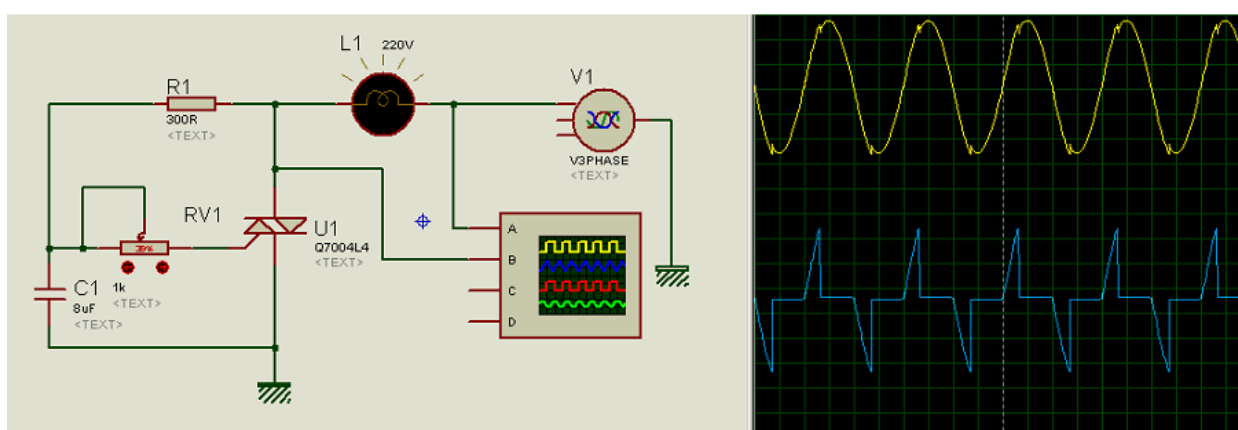 L1 220V
R1
300R
<TEXT>
V1
V3PHASE
<TEXT>
RV1
U1
Q7004L4
<TEXT>
A
B
C
D
C1
8uF
<TEXT>
1k
<TEXT>